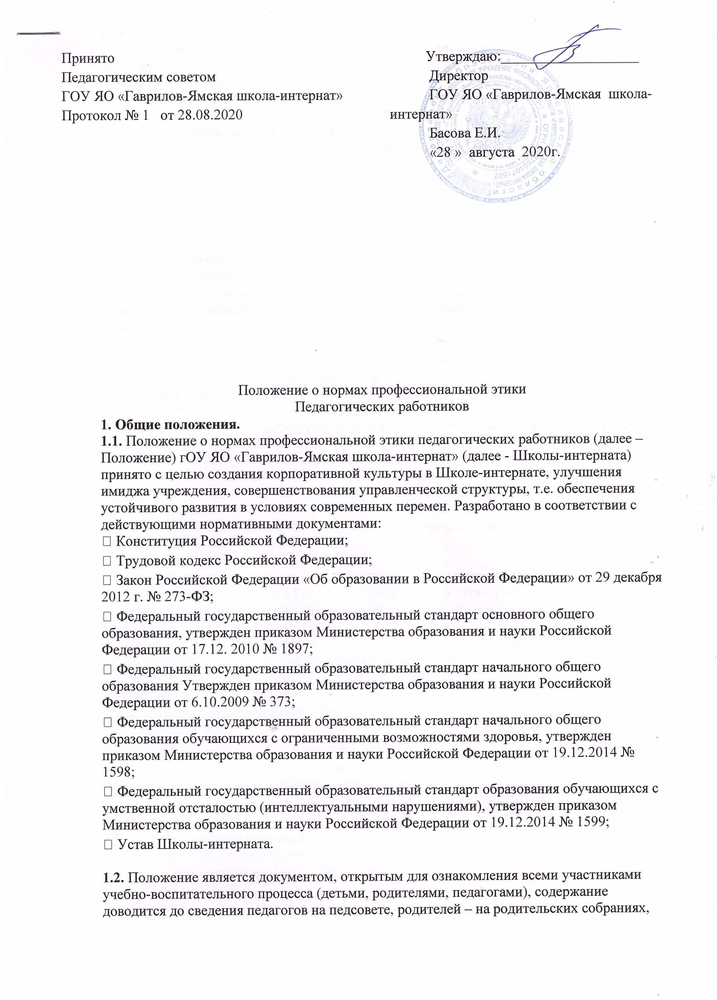 Принято
Педагогическим советом
ГОУ ЯО «Гаврилов-Ямская школа-интернат»
Протокол № 1 от 28.08.2020
Утверждаю:
Директор
ГОУ ЯО «Гаврилов-Ямская школа-
интернат»
Басова Е.И.
«28 » августа 2020г.
Положение о нормах профессиональной этики
Педагогических работников
1. Общие положения.
1.1. Положение о нормах профессиональной этики педагогических работников (далее –
Положение) гОУ ЯО «Гаврилов-Ямская школа-интернат» (далее - Школы-интерната)
принято с целью создания корпоративной культуры в Школе-интернате, улучшения
имиджа учреждения, совершенствования управленческой структуры, т.е. обеспечения
устойчивого развития в условиях современных перемен. Разработано в соответствии с
действующими нормативными документами:
 Конституция Российской Федерации;
 Трудовой кодекс Российской Федерации;
 Закон Российской Федерации «Об образовании в Российской Федерации» от 29 декабря
2012 г. № 273-ФЗ;
 Федеральный государственный образовательный стандарт основного общего
образования, утвержден приказом Министерства образования и науки Российской
Федерации от 17.12. 2010 № 1897;
 Федеральный государственный образовательный стандарт начального общего
образования Утвержден приказом Министерства образования и науки Российской
Федерации от 6.10.2009 № 373;
 Федеральный государственный образовательный стандарт начального общего
образования обучающихся с ограниченными возможностями здоровья, утвержден
приказом Министерства образования и науки Российской Федерации от 19.12.2014 №
1598;
 Федеральный государственный образовательный стандарт образования обучающихся с
умственной отсталостью (интеллектуальными нарушениями), утвержден приказом
Министерства образования и науки Российской Федерации от 19.12.2014 № 1599;
 Устав Школы-интерната.
1.2. Положение является документом, открытым для ознакомления всеми участниками
учебно-воспитательного процесса (детьми, родителями, педагогами), содержание
доводится до сведения педагогов на педсовете, родителей – на родительских собраниях,